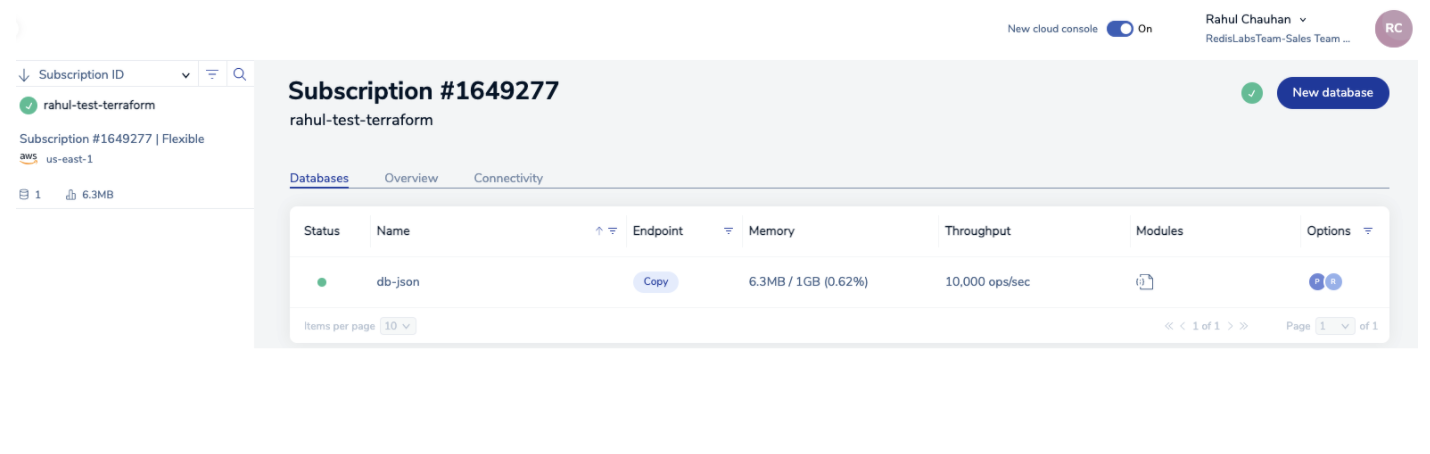 New cloud console On
Rahul Chauhan
RedisLabsTeam-Sales Team ...
RC
Subscription ID
rahul-test-terraform
Subscription #1649277 | Flexible
aws us-east-1
1 6.3MB
Subscription #1649277
rahul-test-terraform
New database
Databases Overview Connectivity
Status Name Endpoint Memory Throughput Modules Options
db-json Copy 6.3MB / 1GB (0.62%) 10,000 ops/sec P R
Items per page 10 1 of 1 Page 1 of 1